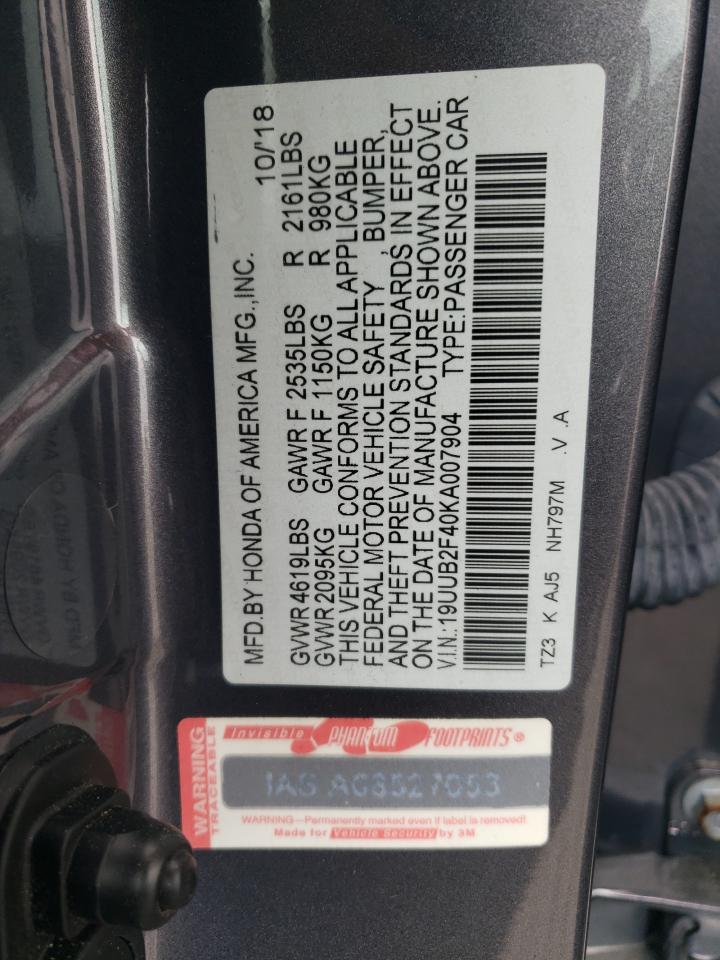 MFD.BY HONDA OF AMERICA MFG.,INC. 10/'18
GVWR 4619LBS GAWR F 2535LBS R 2161LBS
GVWR 2095KG GAWR F 1150KG R 980KG
THIS VEHICLE CONFORMS TO ALL APPLICABLE
FEDERAL MOTOR VEHICLE SAFETY , BUMPER,
AND THEFT PREVENTION STANDARDS IN EFFECT
ON THE DATE OF MANUFACTURE SHOWN ABOVE.
V.I.N.:19UUB2F40KA007904 TYPE:PASSENGER CAR
TZ3 K AJ5 NH797M .V .A
WARNING
TRACEABLE
Invisible PHANTOM FOOTPRINTS®
IAS AG8527053
WARNING—Permanently marked even if label is removed!
Made for Vehicle Security by 3M